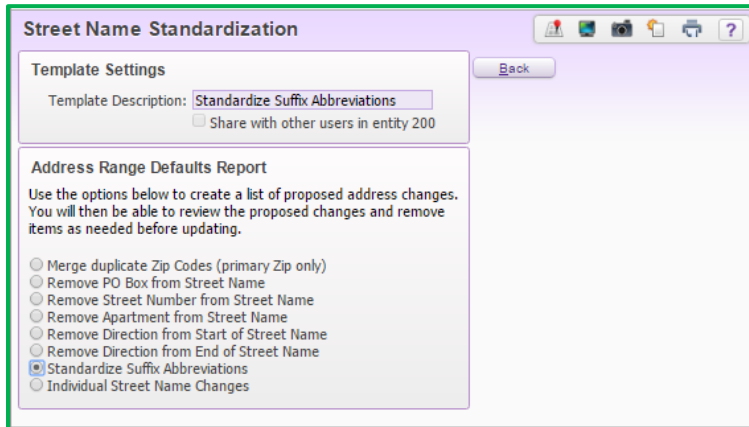 Street Name Standardization
?
Template Settings
Back
Template Description: Standardize Suffix Abbreviations
Share with other users in entity 200
Address Range Defaults Report
Use the options below to create a list of proposed address changes.
You will then be able to review the proposed changes and remove
items as needed before updating.
Merge duplicate Zip Codes (primary Zip only)
Remove PO Box from Street Name
Remove Street Number from Street Name
Remove Apartment from Street Name
Remove Direction from Start of Street Name
Remove Direction from End of Street Name
Standardize Suffix Abbreviations
Individual Street Name Changes